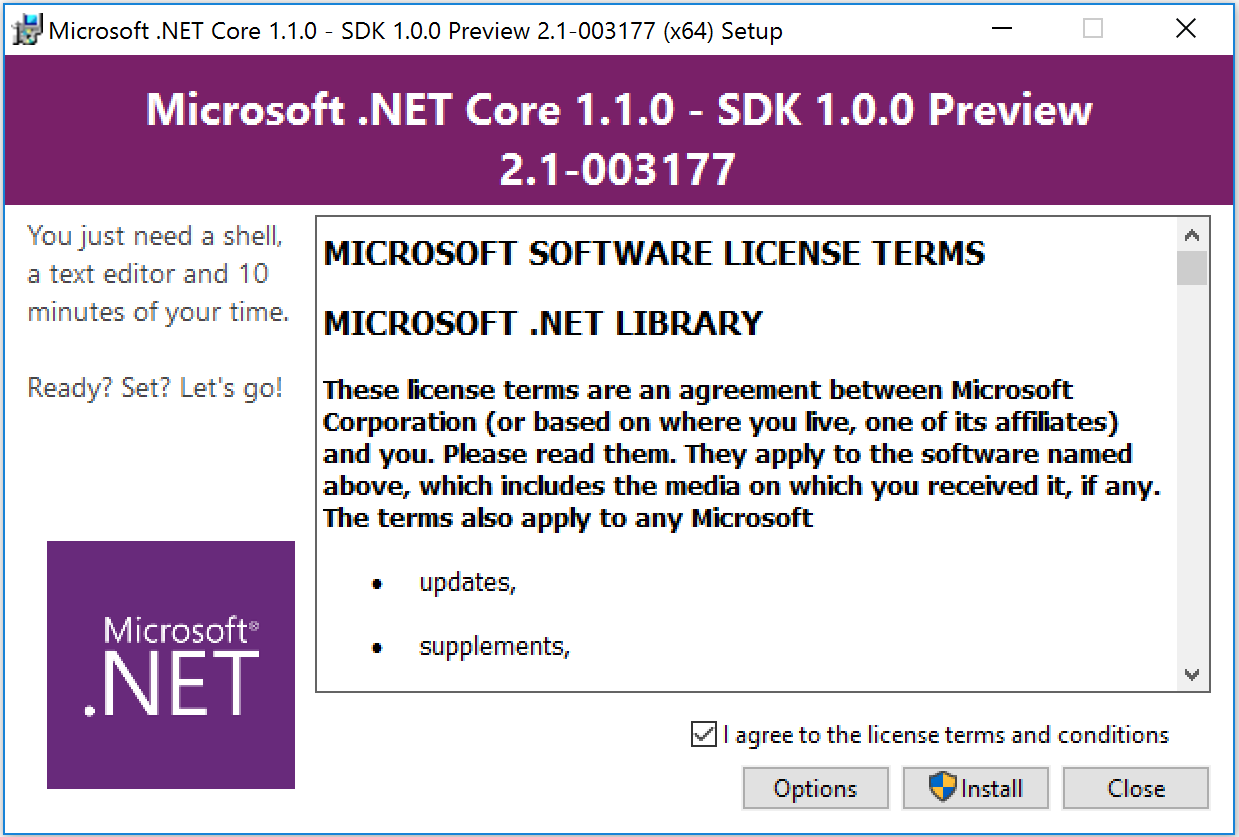 Microsoft .NET Core 1.1.0 - SDK 1.0.0 Preview 2.1-003177 (x64) Setup
Microsoft .NET Core 1.1.0 - SDK 1.0.0 Preview
2.1-003177
You just need a shell,
a text editor and 10
minutes of your time.
Ready? Set? Let's go!
Microsoft®
.NET
MICROSOFT SOFTWARE LICENSE TERMS
MICROSOFT .NET LIBRARY
These license terms are an agreement between Microsoft
Corporation (or based on where you live, one of its affiliates)
and you. Please read them. They apply to the software named
above, which includes the media on which you received it, if any.
The terms also apply to any Microsoft
• updates,
• supplements,
I agree to the license terms and conditions
Options
Install
Close